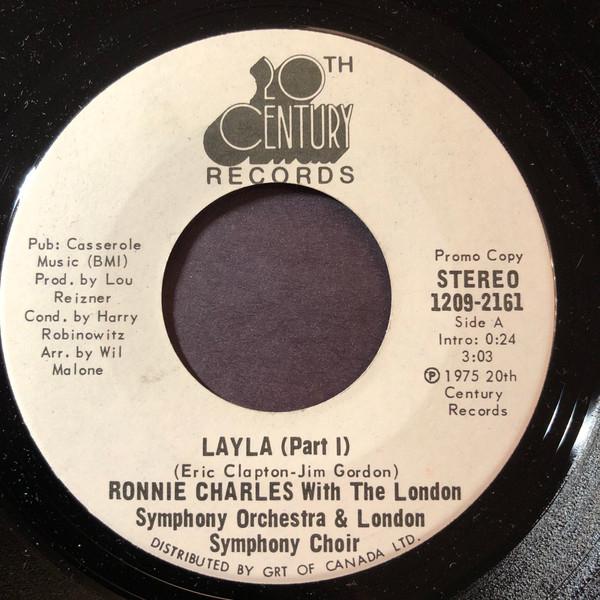 20TH
CENTURY
RECORDS
Pub: Casserole
Music (BMI)
Prod. by Lou
Reizner
Cond. by Harry
Robinowitz
Arr. by Wil
Malone
Promo Copy
STEREO
1209-2161
Side A
Intro: 0:24
3:03
℗ 1975 20th
Century
Records
LAYLA (Part I)
(Eric Clapton-Jim Gordon)
RONNIE CHARLES With The London
Symphony Orchestra & London
Symphony Choir
DISTRIBUTED BY GRT OF CANADA LTD.